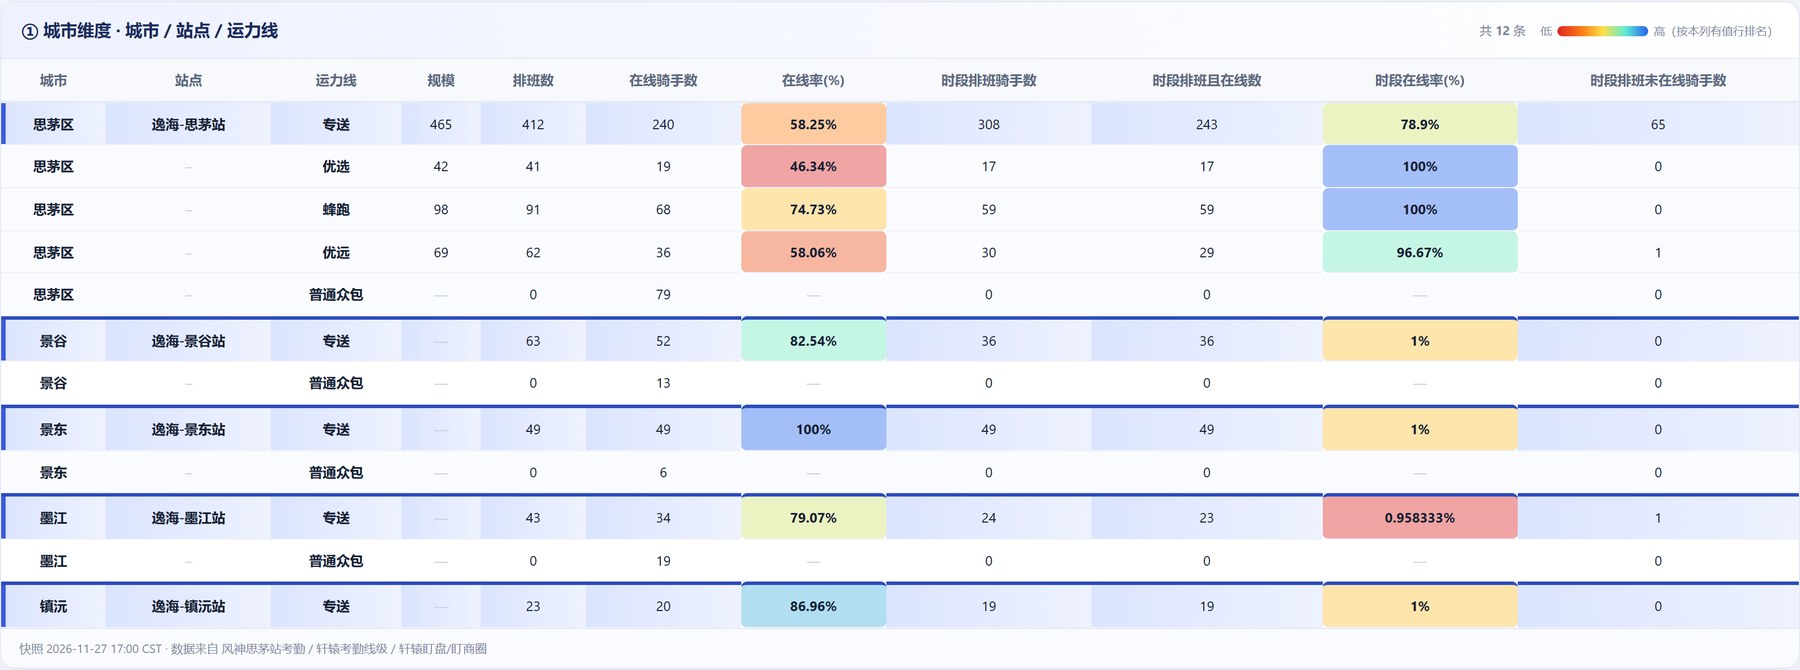 ① 城市维度 · 城市 / 站点 / 运力线
共 12 条 低 高 (按本列有值行排名)
城市 站点 运力线 规模 排班数 在线骑手数 在线率(%) 时段排班骑手数 时段排班且在线数 时段在线率(%) 时段排班未在线骑手数
思茅区 逸海-思茅站 专送 465 412 240 58.25% 308 243 78.9% 65
思茅区 – 优选 42 41 19 46.34% 17 17 100% 0
思茅区 – 蜂跑 98 91 68 74.73% 59 59 100% 0
思茅区 – 优远 69 62 36 58.06% 30 29 96.67% 1
思茅区 – 普通众包 — 0 79 — 0 0 — 0
景谷 逸海-景谷站 专送 — 63 52 82.54% 36 36 1% 0
景谷 – 普通众包 — 0 13 — 0 0 — 0
景东 逸海-景东站 专送 — 49 49 100% 49 49 1% 0
景东 – 普通众包 — 0 6 — 0 0 — 0
墨江 逸海-墨江站 专送 — 43 34 79.07% 24 23 0.958333% 1
墨江 – 普通众包 — 0 19 — 0 0 — 0
镇沅 逸海-镇沅站 专送 — 23 20 86.96% 19 19 1% 0
快照 2026-11-27 17:00 CST · 数据来自 风神思茅站考勤 / 轩辕考勤线级 / 轩辕盯盘/盯商圈